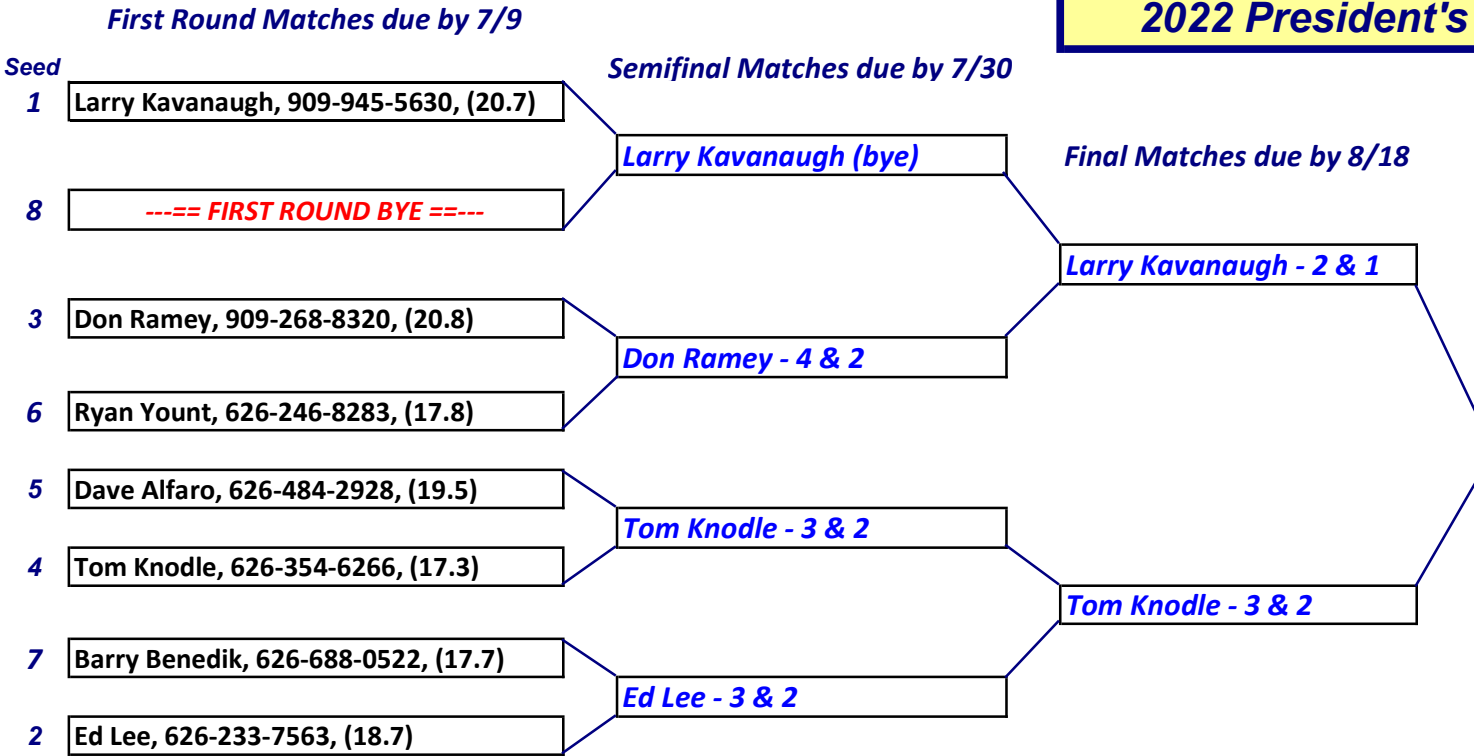 First Round Matches due by 7/9
2022 President's
Seed
Semifinal Matches due by 7/30
1
Larry Kavanaugh, 909-945-5630, (20.7)
Larry Kavanaugh (bye)
Final Matches due by 8/18
8
---== FIRST ROUND BYE ==---
Larry Kavanaugh - 2 & 1
3
Don Ramey, 909-268-8320, (20.8)
Don Ramey - 4 & 2
6
Ryan Yount, 626-246-8283, (17.8)
5
Dave Alfaro, 626-484-2928, (19.5)
Tom Knodle - 3 & 2
4
Tom Knodle, 626-354-6266, (17.3)
Tom Knodle - 3 & 2
7
Barry Benedik, 626-688-0522, (17.7)
Ed Lee - 3 & 2
2
Ed Lee, 626-233-7563, (18.7)